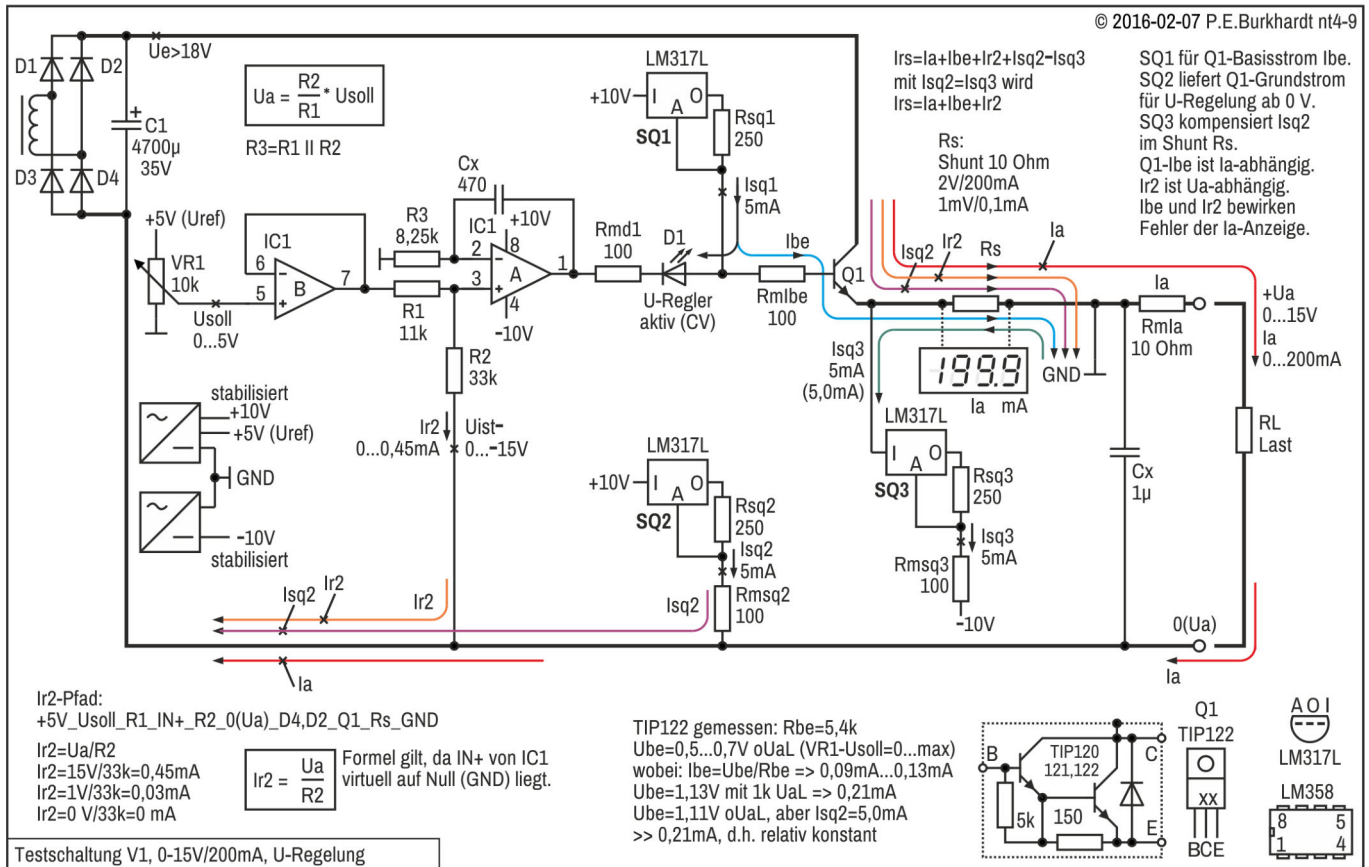 © 2016-02-07 P.E.Burkhardt nt4-9
D1
D2
D3
D4
Ue>18V
+
C1
4700µ
35V
Ua = R2
R1 * Usoll
R3=R1 II R2
LM317L
+10V
I
A
O
SQ1
Rsq1
250
Isq1
5mA
Irs=Ia+Ibe+Ir2+Isq2-Isq3
mit Isq2=Isq3 wird
Irs=Ia+Ibe+Ir2
Rs:
Shunt 10 Ohm
2V/200mA
1mV/0,1mA
SQ1 für Q1-Basisstrom Ibe.
SQ2 liefert Q1-Grundstrom
für U-Regelung ab 0 V.
SQ3 kompensiert Isq2
im Shunt Rs.
Q1-Ibe ist Ia-abhängig.
Ir2 ist Ua-abhängig.
Ibe und Ir2 bewirken
Fehler der Ia-Anzeige.
+5V (Uref)
VR1
10k
Usoll
0...5V
IC1
6
5
-
+
B
7
R3
8,25k
R1
11k
Cx
470
IC1
+10V
2
8
3
4
-
+
A
1
-10V
Rmd1
100
D1
U-Regler
aktiv (CV)
Ibe
RmIbe
100
Q1
Isq2
Ir2
Rs
Ia
Ia
RmIa
10 Ohm
+Ua
0...15V
Ia
0...200mA
R2
33k
Ir2
0...0,45mA
Uist-
0...-15V
Isq3
5mA
(5,0mA)
199.9
Ia mA
GND
RL
Last
stabilisiert
+10V
+5V (Uref)
GND
-10V
stabilisiert
LM317L
+10V
I
A
O
SQ2
Rsq2
250
Isq2
5mA
Rmsq2
100
LM317L
I
A
O
SQ3
Rsq3
250
Isq3
5mA
Rmsq3
100
-10V
Cx
1µ
Isq2
Ir2
Ir2
Isq2
Ia
0(Ua)
Ia
Ir2-Pfad:
+5V_Usoll_R1_IN+_R2_0(Ua)_D4,D2_Q1_Rs_GND
Ir2=Ua/R2
Ir2=15V/33k=0,45mA
Ir2=1V/33k=0,03mA
Ir2=0 V/33k=0 mA
Ir2 = Ua
R2
Formel gilt, da IN+ von IC1
virtuell auf Null (GND) liegt.
TIP122 gemessen: Rbe=5,4k
Ube=0,5...0,7V oUaL (VR1-Usoll=0...max)
wobei: Ibe=Ube/Rbe => 0,09mA...0,13mA
Ube=1,13V mit 1k UaL => 0,21mA
Ube=1,11V oUaL, aber Isq2=5,0mA
>> 0,21mA, d.h. relativ konstant
B
TIP120
121,122
C
5k
150
E
Q1
TIP122
xx
BCE
A O I
LM317L
LM358
8
5
1
4
Testschaltung V1, 0-15V/200mA, U-Regelung